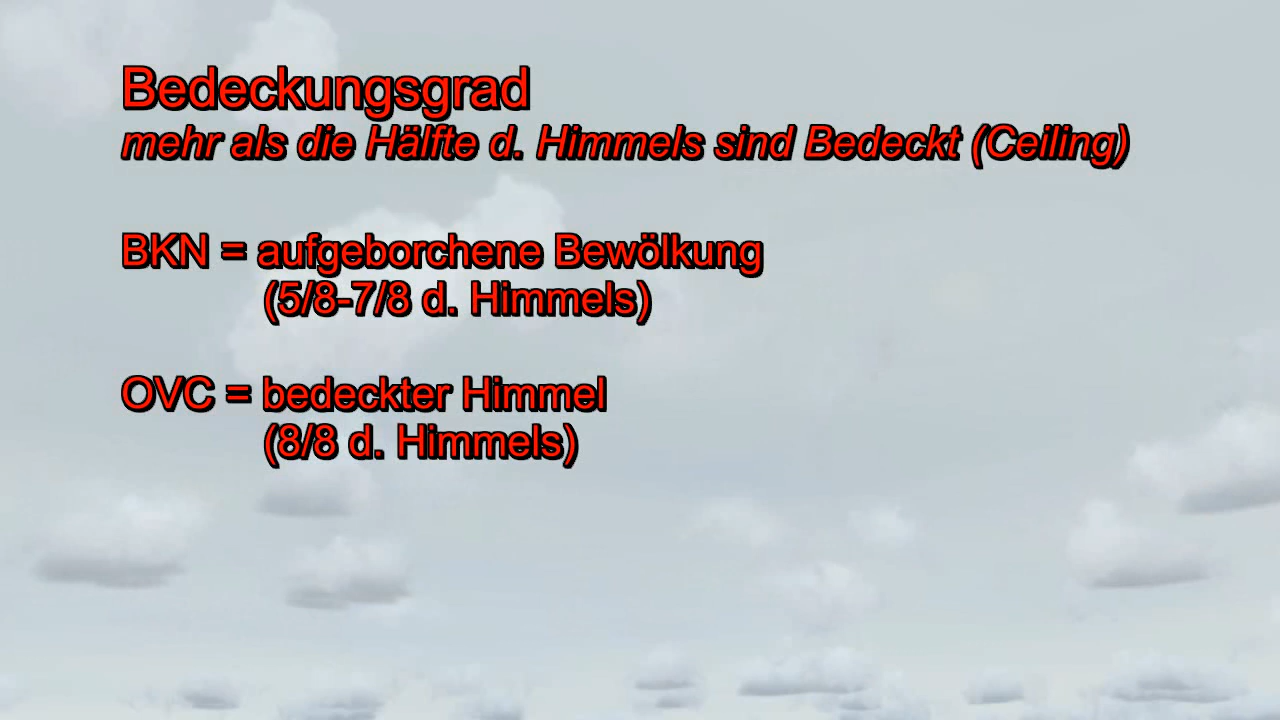 Bedeckungsgrad
mehr als die Hälfte d. Himmels sind Bedeckt (Ceiling)
BKN = aufgeborchene Bewölkung
(5/8-7/8 d. Himmels)
OVC = bedeckter Himmel
(8/8 d. Himmels)